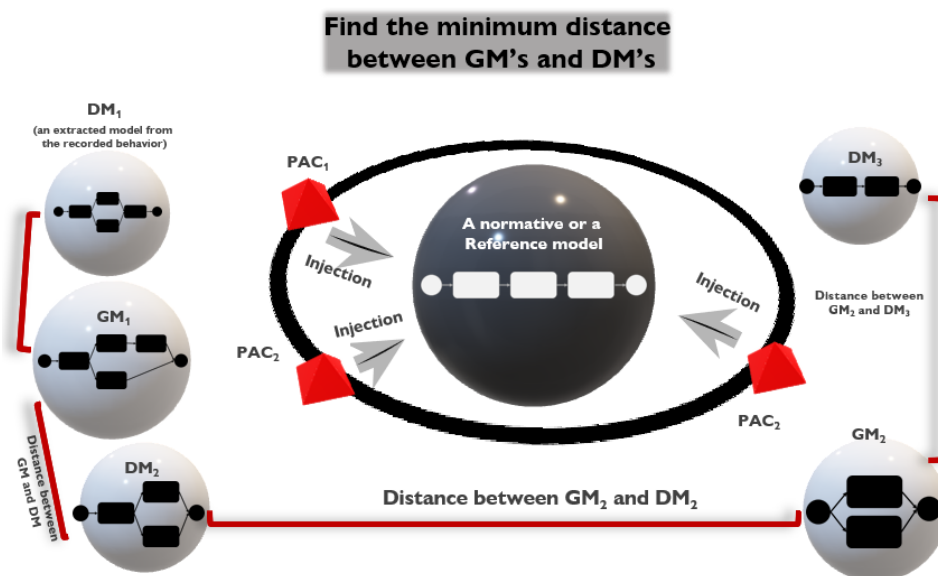 Find the minimum distance
between GM's and DM's
DM₁
(an extracted model from
the recorded behavior)
PAC₁
DM₃
A normative or a
Reference model
Injection
Injection
Injection
Distance between
GM₂ and DM₃
GM₁
PAC₂
PAC₂
GM₂
Distance between
GM and DM
DM₂
Distance between GM₂ and DM₂